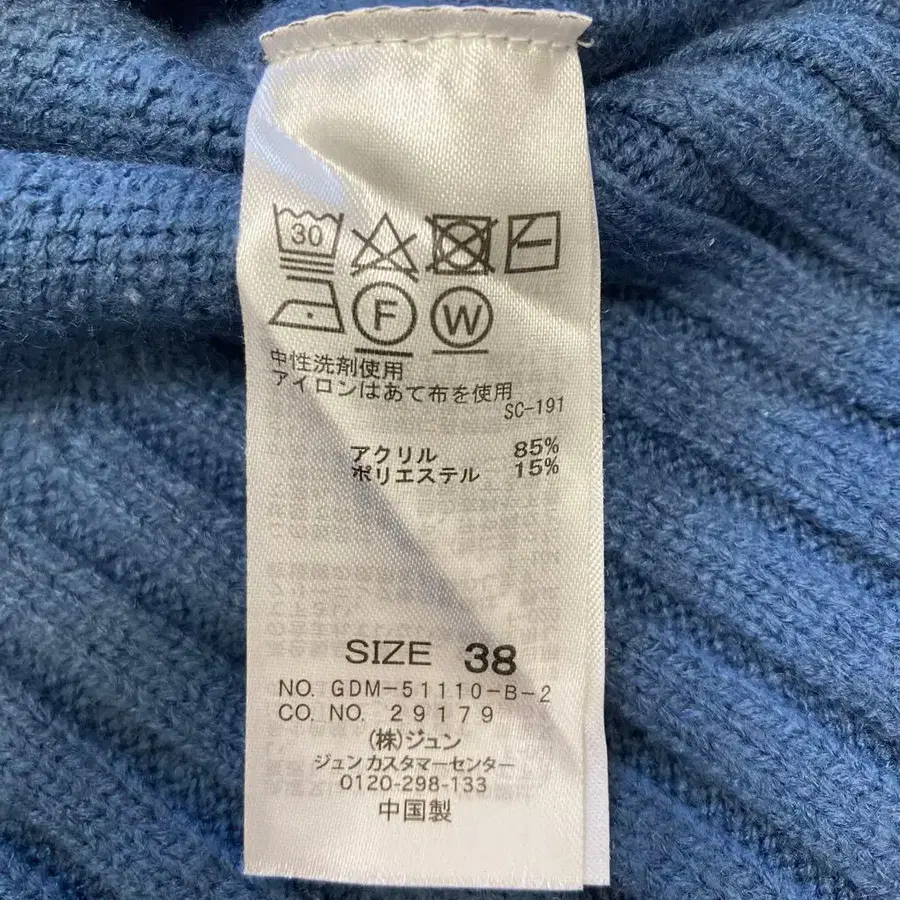 30
F W
中性洗剤使用
アイロンはあて布を使用
SC-191
アクリル 85%
ポリエステル 15%
SIZE 38
NO. GDM-51110-B-2
CO. NO. 29179
(株)ジュン
ジュンカスタマーセンター
0120-298-133
中国製